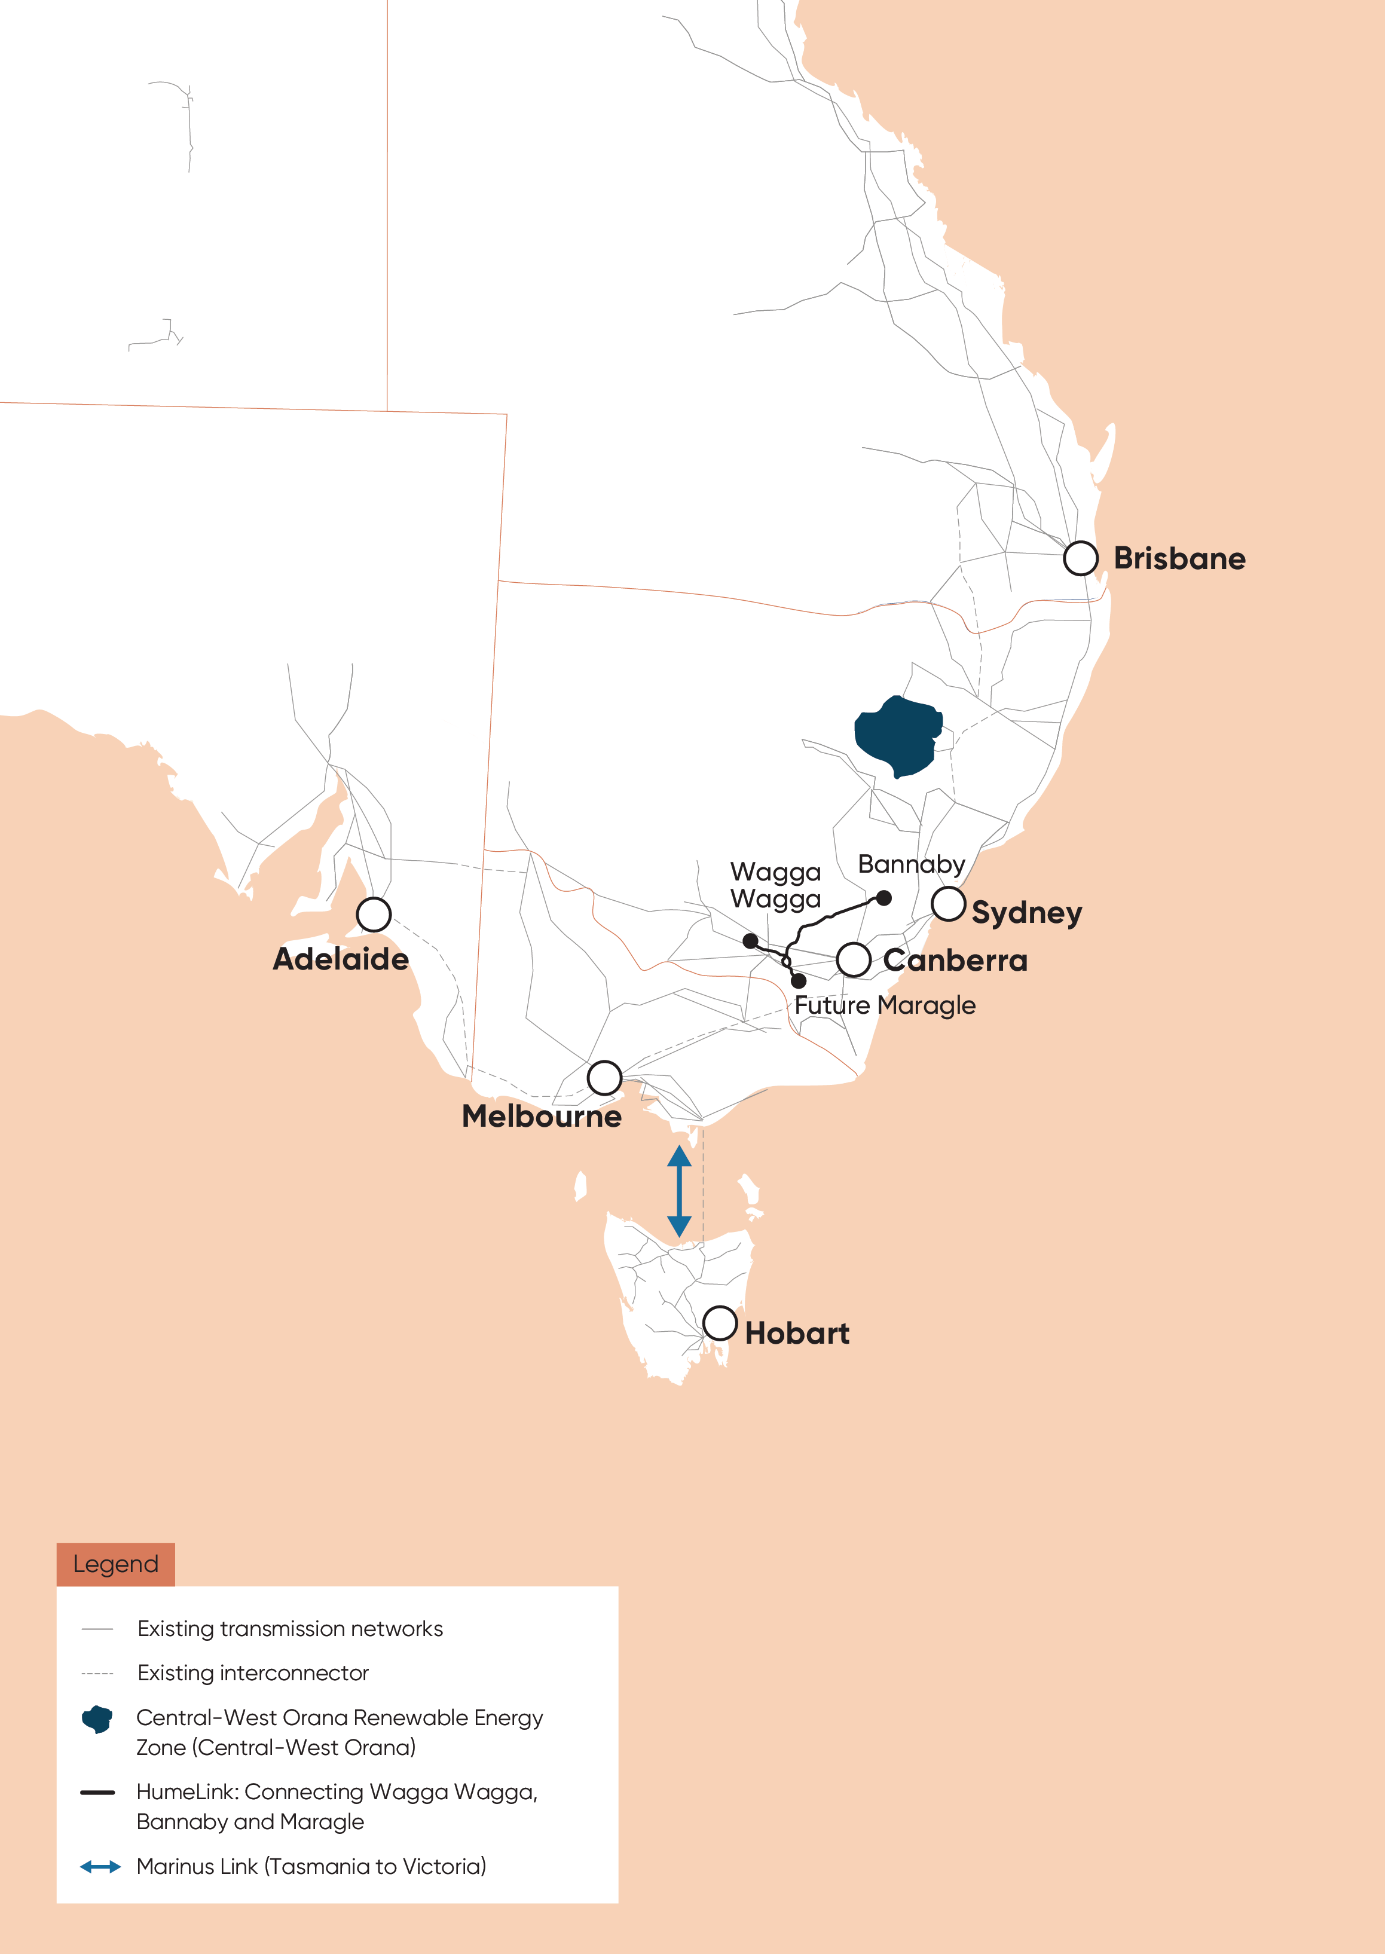 Brisbane
Wagga
Wagga
Bannaby
Sydney
Adelaide
Canberra
Future Maragle
Melbourne
Hobart
Legend
Existing transmission networks
Existing interconnector
Central-West Orana Renewable Energy
Zone (Central-West Orana)
HumeLink: Connecting Wagga Wagga,
Bannaby and Maragle
Marinus Link (Tasmania to Victoria)